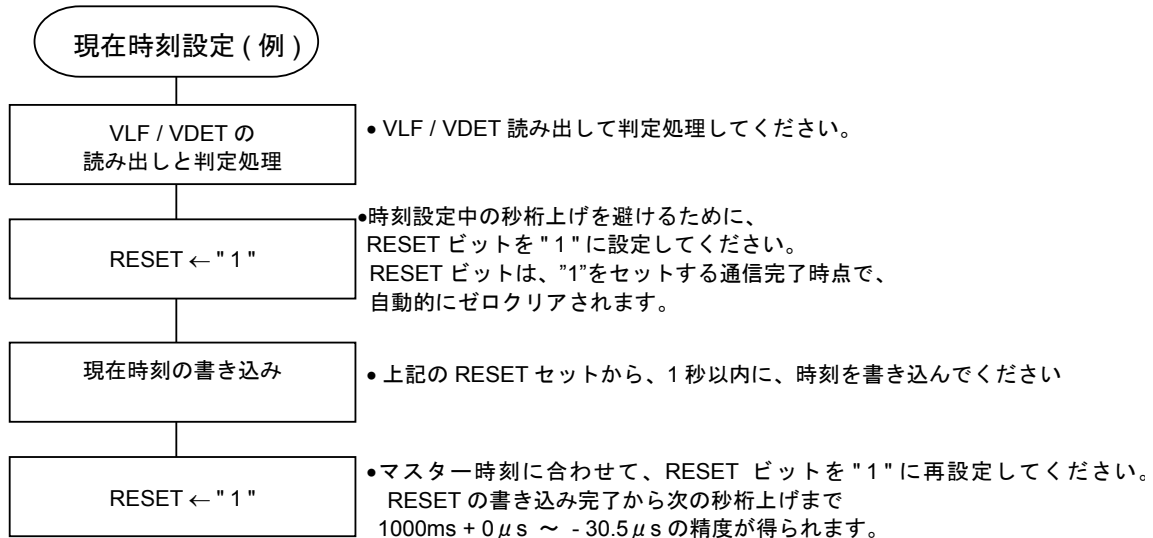 現在時刻設定 ( 例 )
VLF / VDET の
読み出しと判定処理
• VLF / VDET 読み出して判定処理してください。
RESET ← " 1 "
•時刻設定中の秒桁上げを避けるために、
RESET ビットを " 1 " に設定してください。
RESET ビットは、”1”をセットする通信完了時点で、
自動的にゼロクリアされます。
現在時刻の書き込み
• 上記の RESET セットから、1 秒以内に、時刻を書き込んでください
RESET ← " 1 "
•マスター時刻に合わせて、RESET ビットを " 1 " に再設定してください。
RESET の書き込み完了から次の秒桁上げまで
1000ms + 0μs ～ - 30.5μs の精度が得られます。